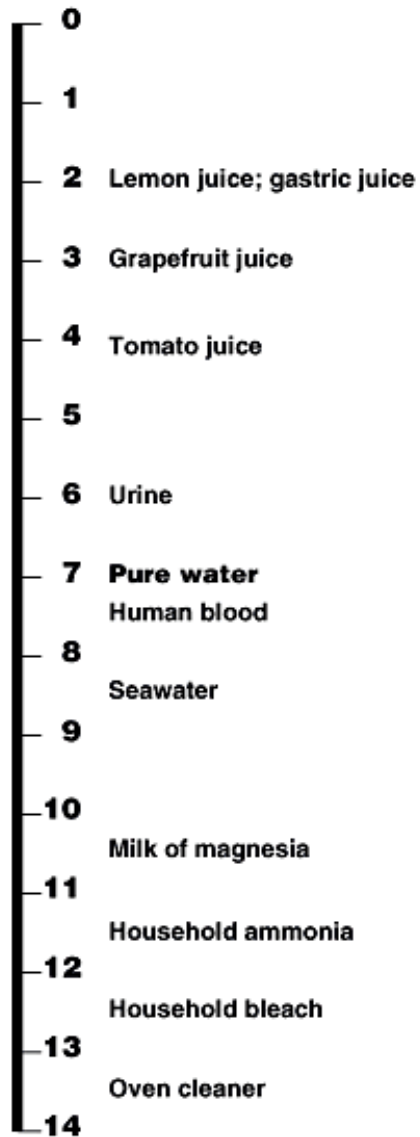 0
1
2 Lemon juice; gastric juice
3 Grapefruit juice
4 Tomato juice
5
6 Urine
7 Pure water
Human blood
8
Seawater
9
10
Milk of magnesia
11
Household ammonia
12
Household bleach
13
Oven cleaner
14